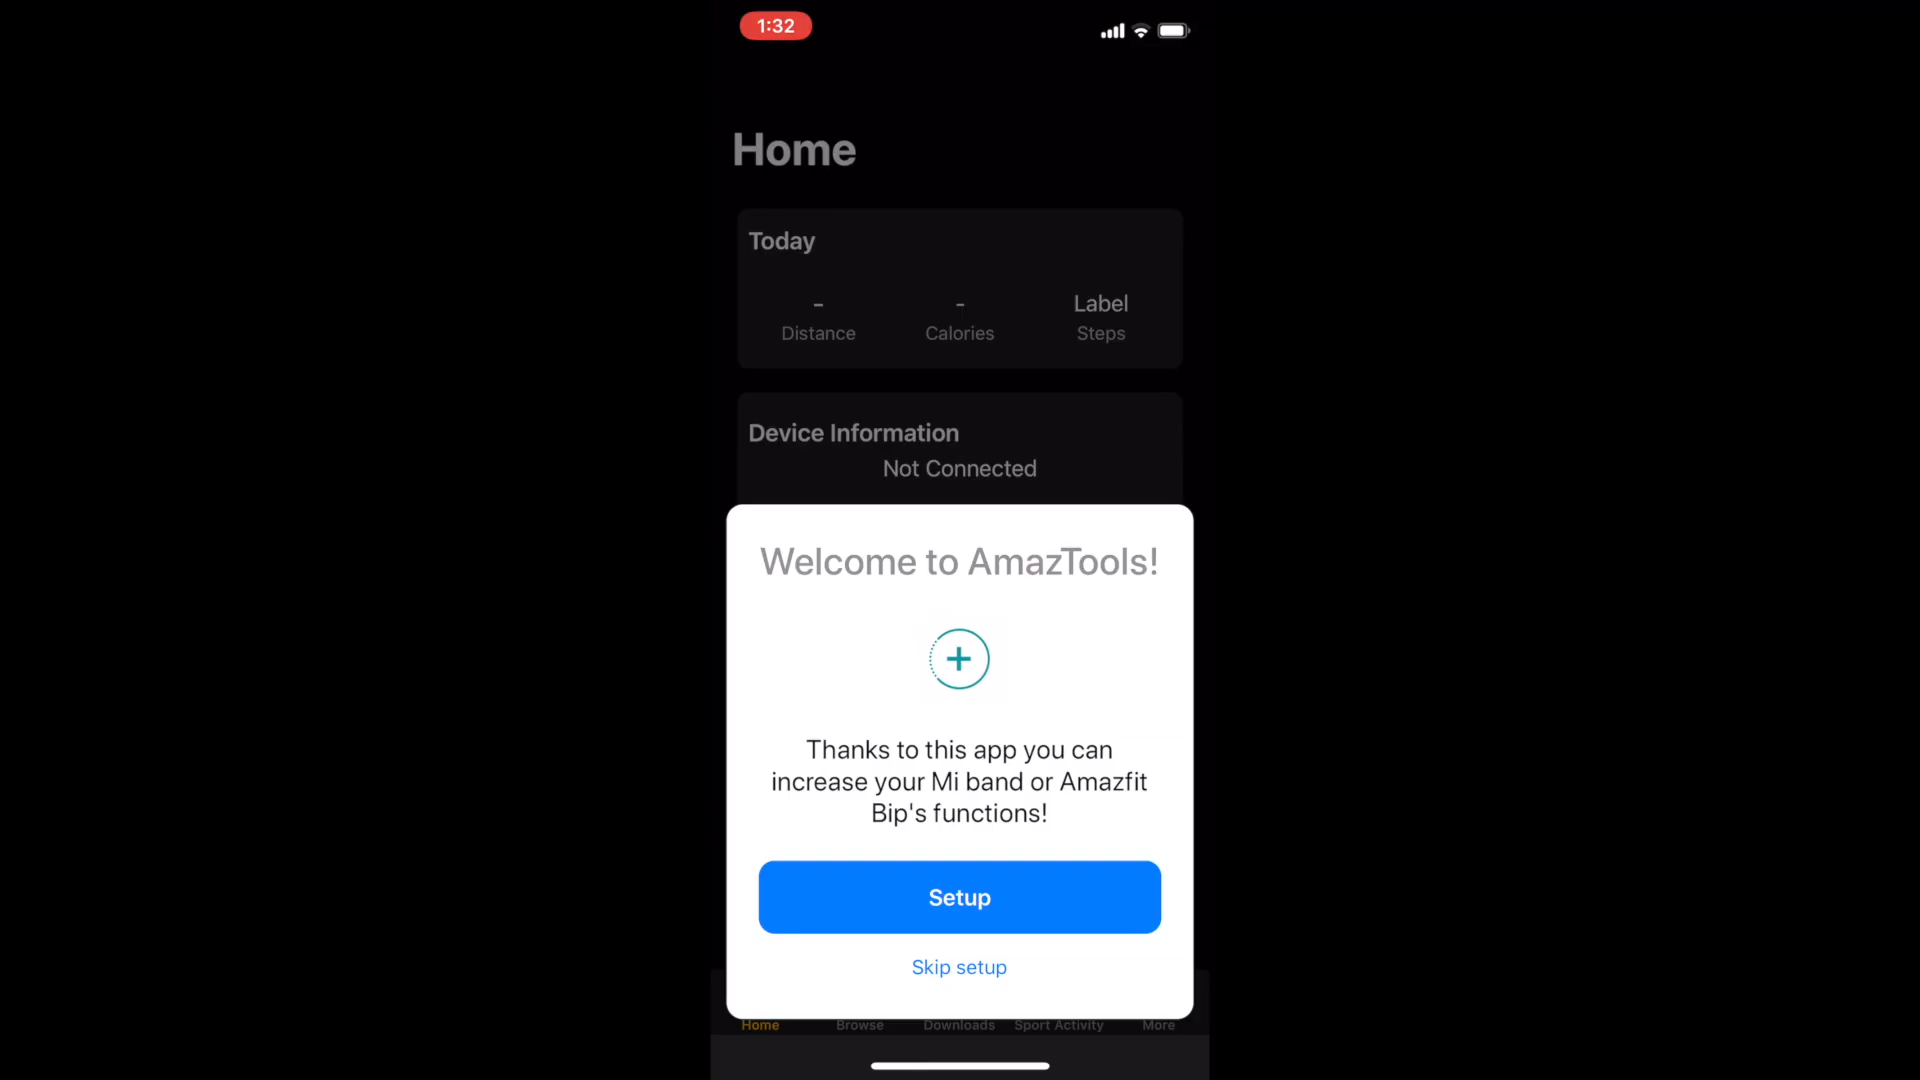 1:32
Home
Today
- - Label
Distance Calories Steps
Device Information
Not Connected
Welcome to AmazTools!
Thanks to this app you can
increase your Mi band or Amazfit
Bip's functions!
Setup
Skip setup
Home Browse Downloads Sport Activity More